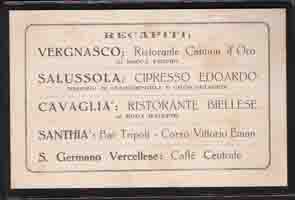 RECAPITI:
VERGNASCO: Ristorante Cannon d'Oro
SALUSSOLA: CIPRESSO EDOARDO
CAVAGLIA': RISTORANTE BIELLESE
SANTHIÀ: Bar Tripoli - Corso Vittorio Eman
S. Germano Vercellese: Caffè Centrale